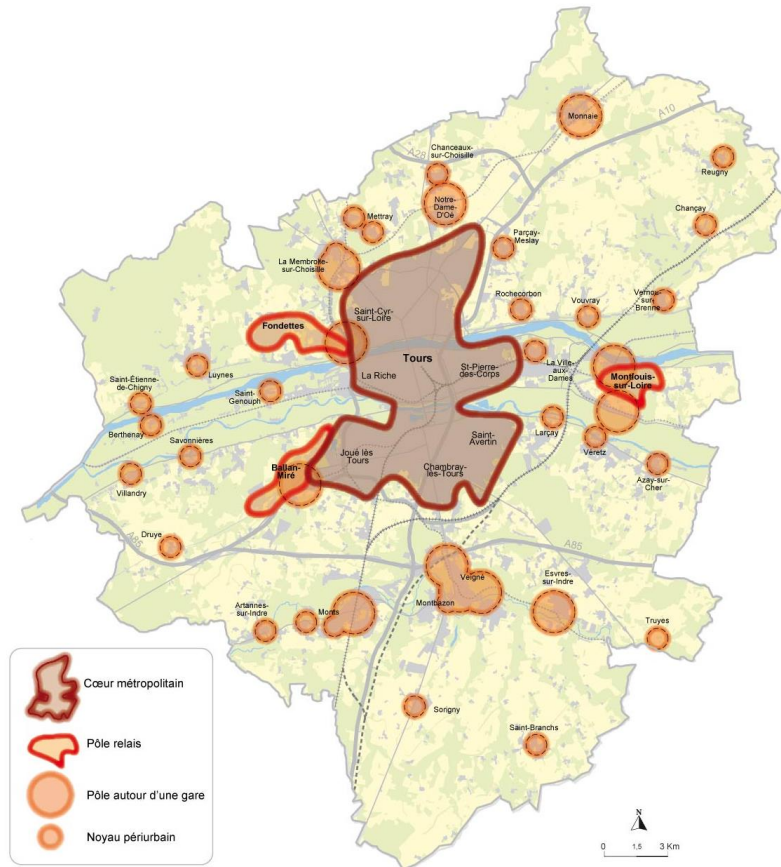 Monnaie
A10
A28
Chanceaux-
sur-Choisille
Reugny
Notre-
Dame-
D'Oé
Mettray
Chançay
Parçay-
Meslay
La Membrolle-
sur-Choisille
Rochecorbon
Vouvray
Vernou-
sur-
Brenne
Saint-Cyr-
sur-Loire
Fondettes
Tours
La Riche
St-Pierre-
des-Corps
La Ville-
aux-
Dames
Montlouis-
sur-Loire
Luynes
Saint-Étienne-
de-Chigny
Saint-
Genouph
Berthenay
Savonnières
Larçay
Véretz
Saint-
Avertin
Joué lès
Tours
Ballan-
Miré
Chambray-
lès-Tours
Azay-sur-
Cher
Villandry
Druye
A85
A85
Veigné
Esvres-
sur-Indre
Artannes-
sur-Indre
Monts
Montbazon
Truyes
Sorigny
Saint-Branchs
Cœur métropolitain
Pôle relais
Pôle autour d'une gare
Noyau périurbain
N
0 1,5 3 Km